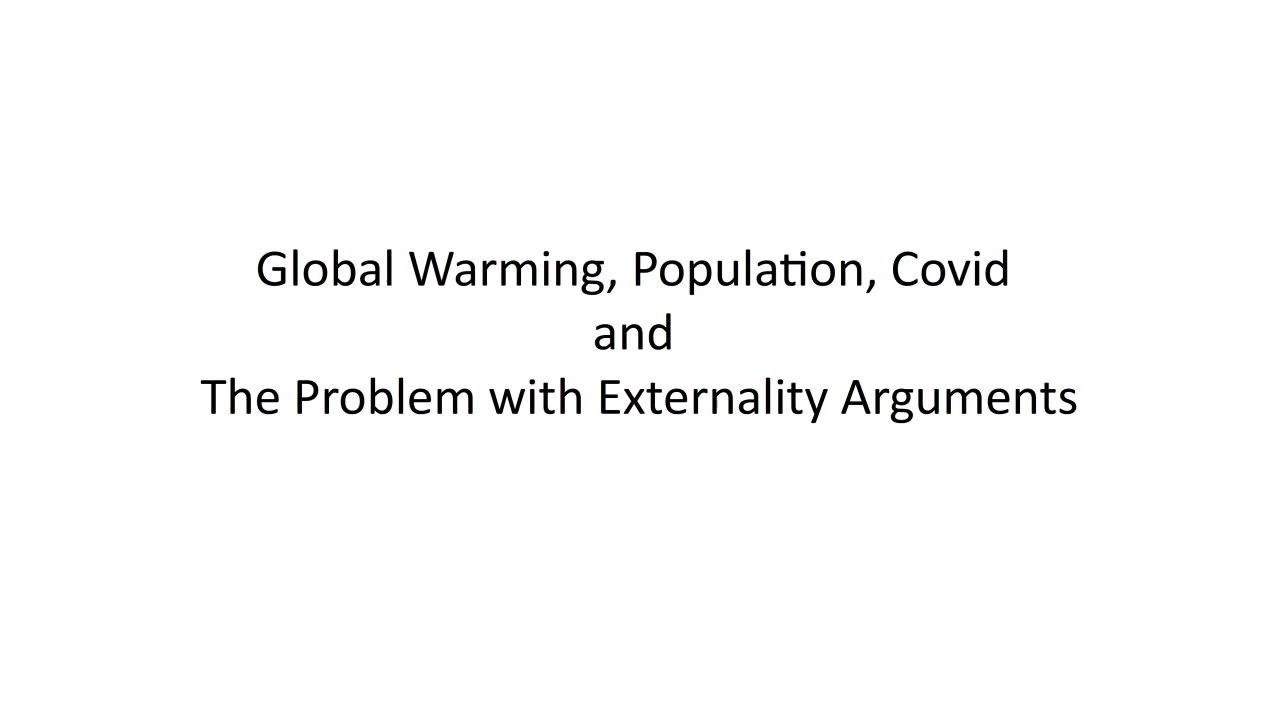 Global Warming, Population, Covid
and
The Problem with Externality Arguments